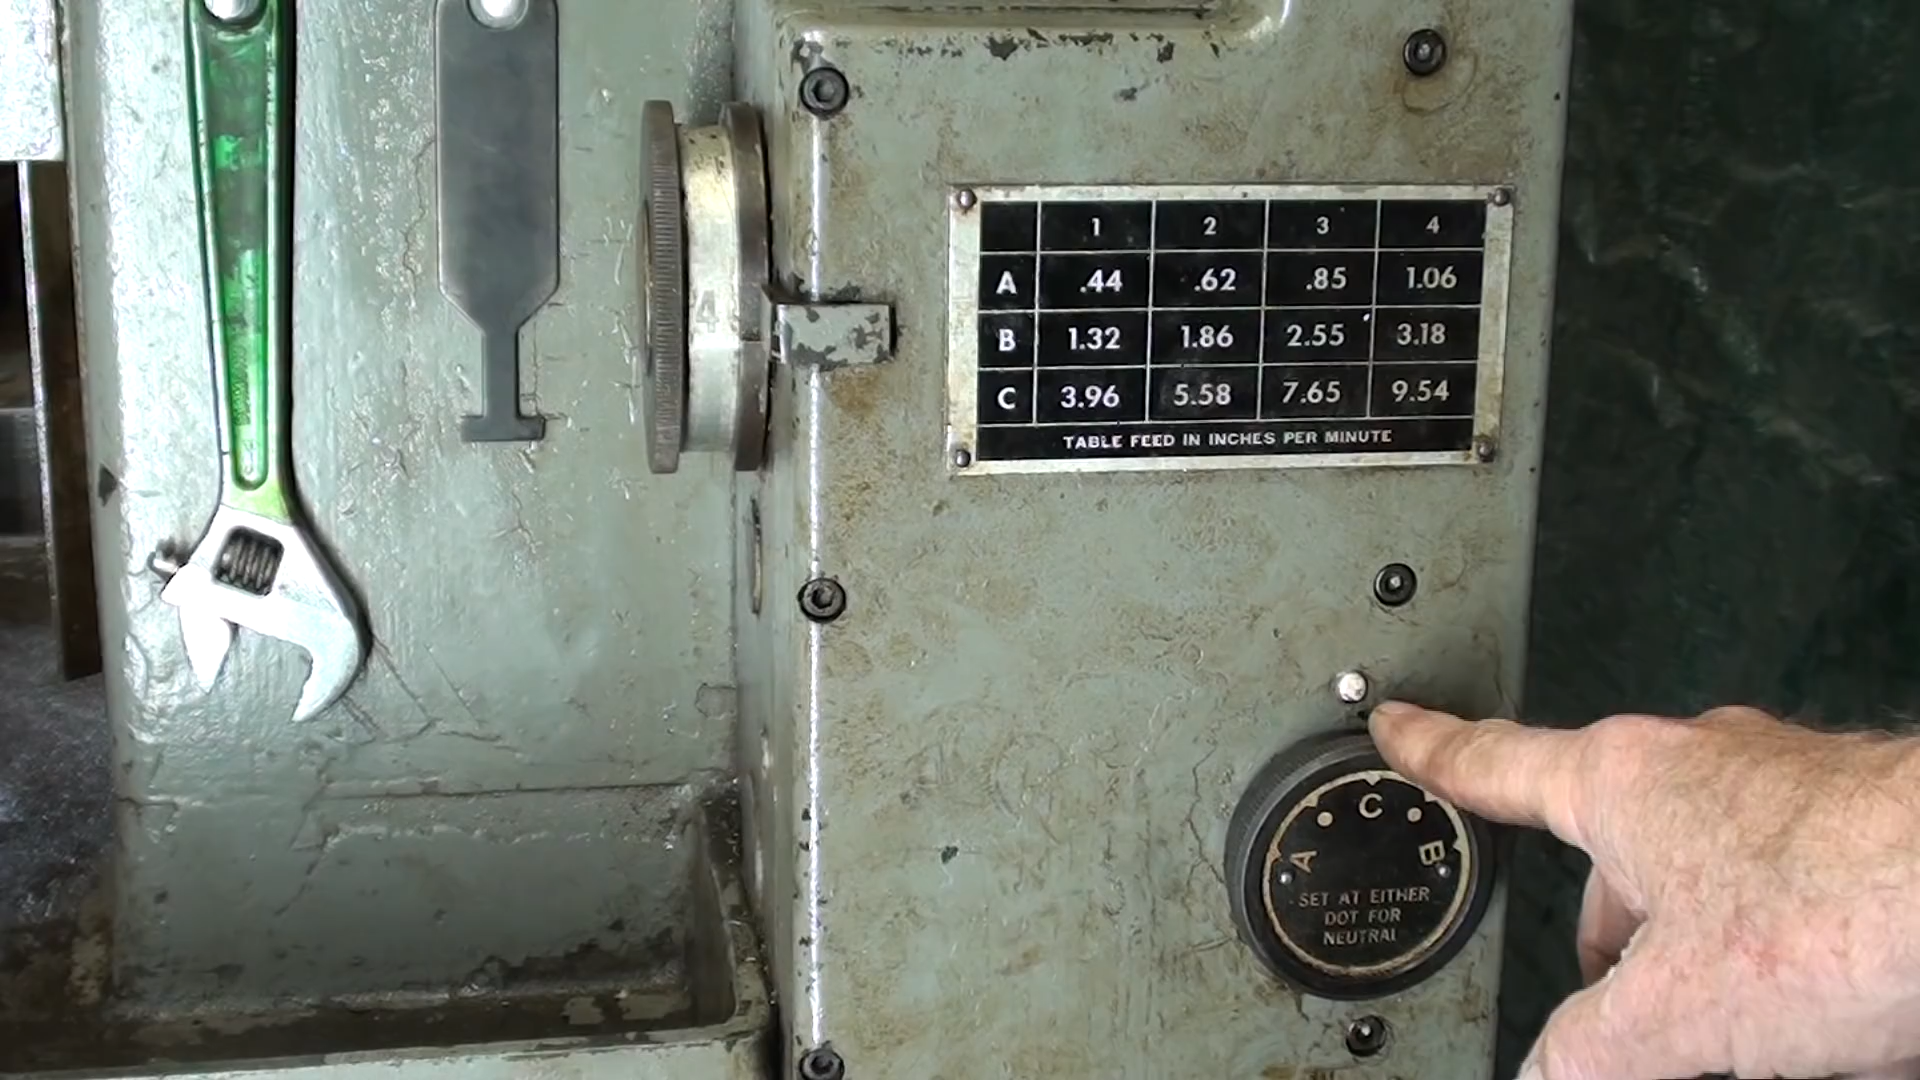 1 2 3 4
A .44 .62 .85 1.06
B 1.32 1.86 2.55 3.18
C 3.96 5.58 7.65 9.54
TABLE FEED IN INCHES PER MINUTE
4
A C B
SET AT EITHER
DOT FOR
NEUTRAL